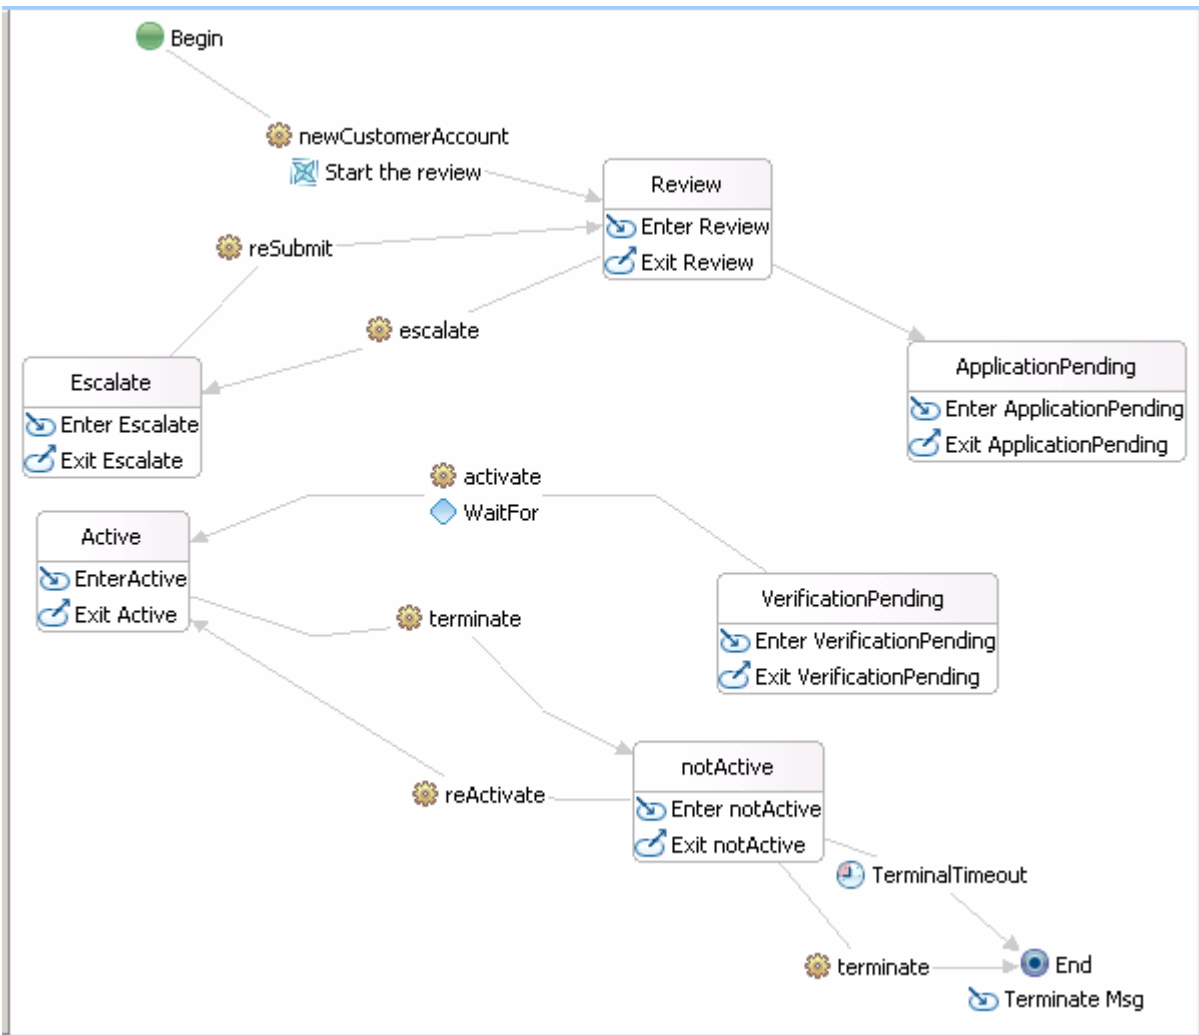 Begin
newCustomerAccount
Start the review
Review
Enter Review
Exit Review
reSubmit
escalate
Escalate
Enter Escalate
Exit Escalate
ApplicationPending
Enter ApplicationPending
Exit ApplicationPending
activate
WaitFor
Active
EnterActive
Exit Active
terminate
VerificationPending
Enter VerificationPending
Exit VerificationPending
notActive
Enter notActive
Exit notActive
reActivate
TerminalTimeout
terminate
End
Terminate Msg